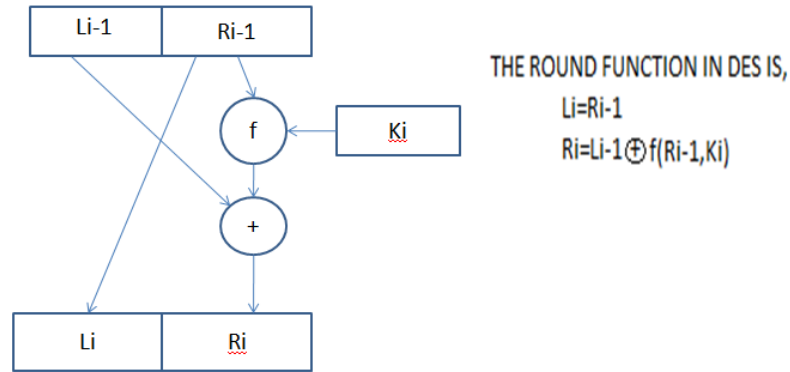 Li-1
Ri-1
THE ROUND FUNCTION IN DES IS,
Li=Ri-1
Ri=Li-1⊕f(Ri-1,Ki)
f
Ki
+
Li
Ri